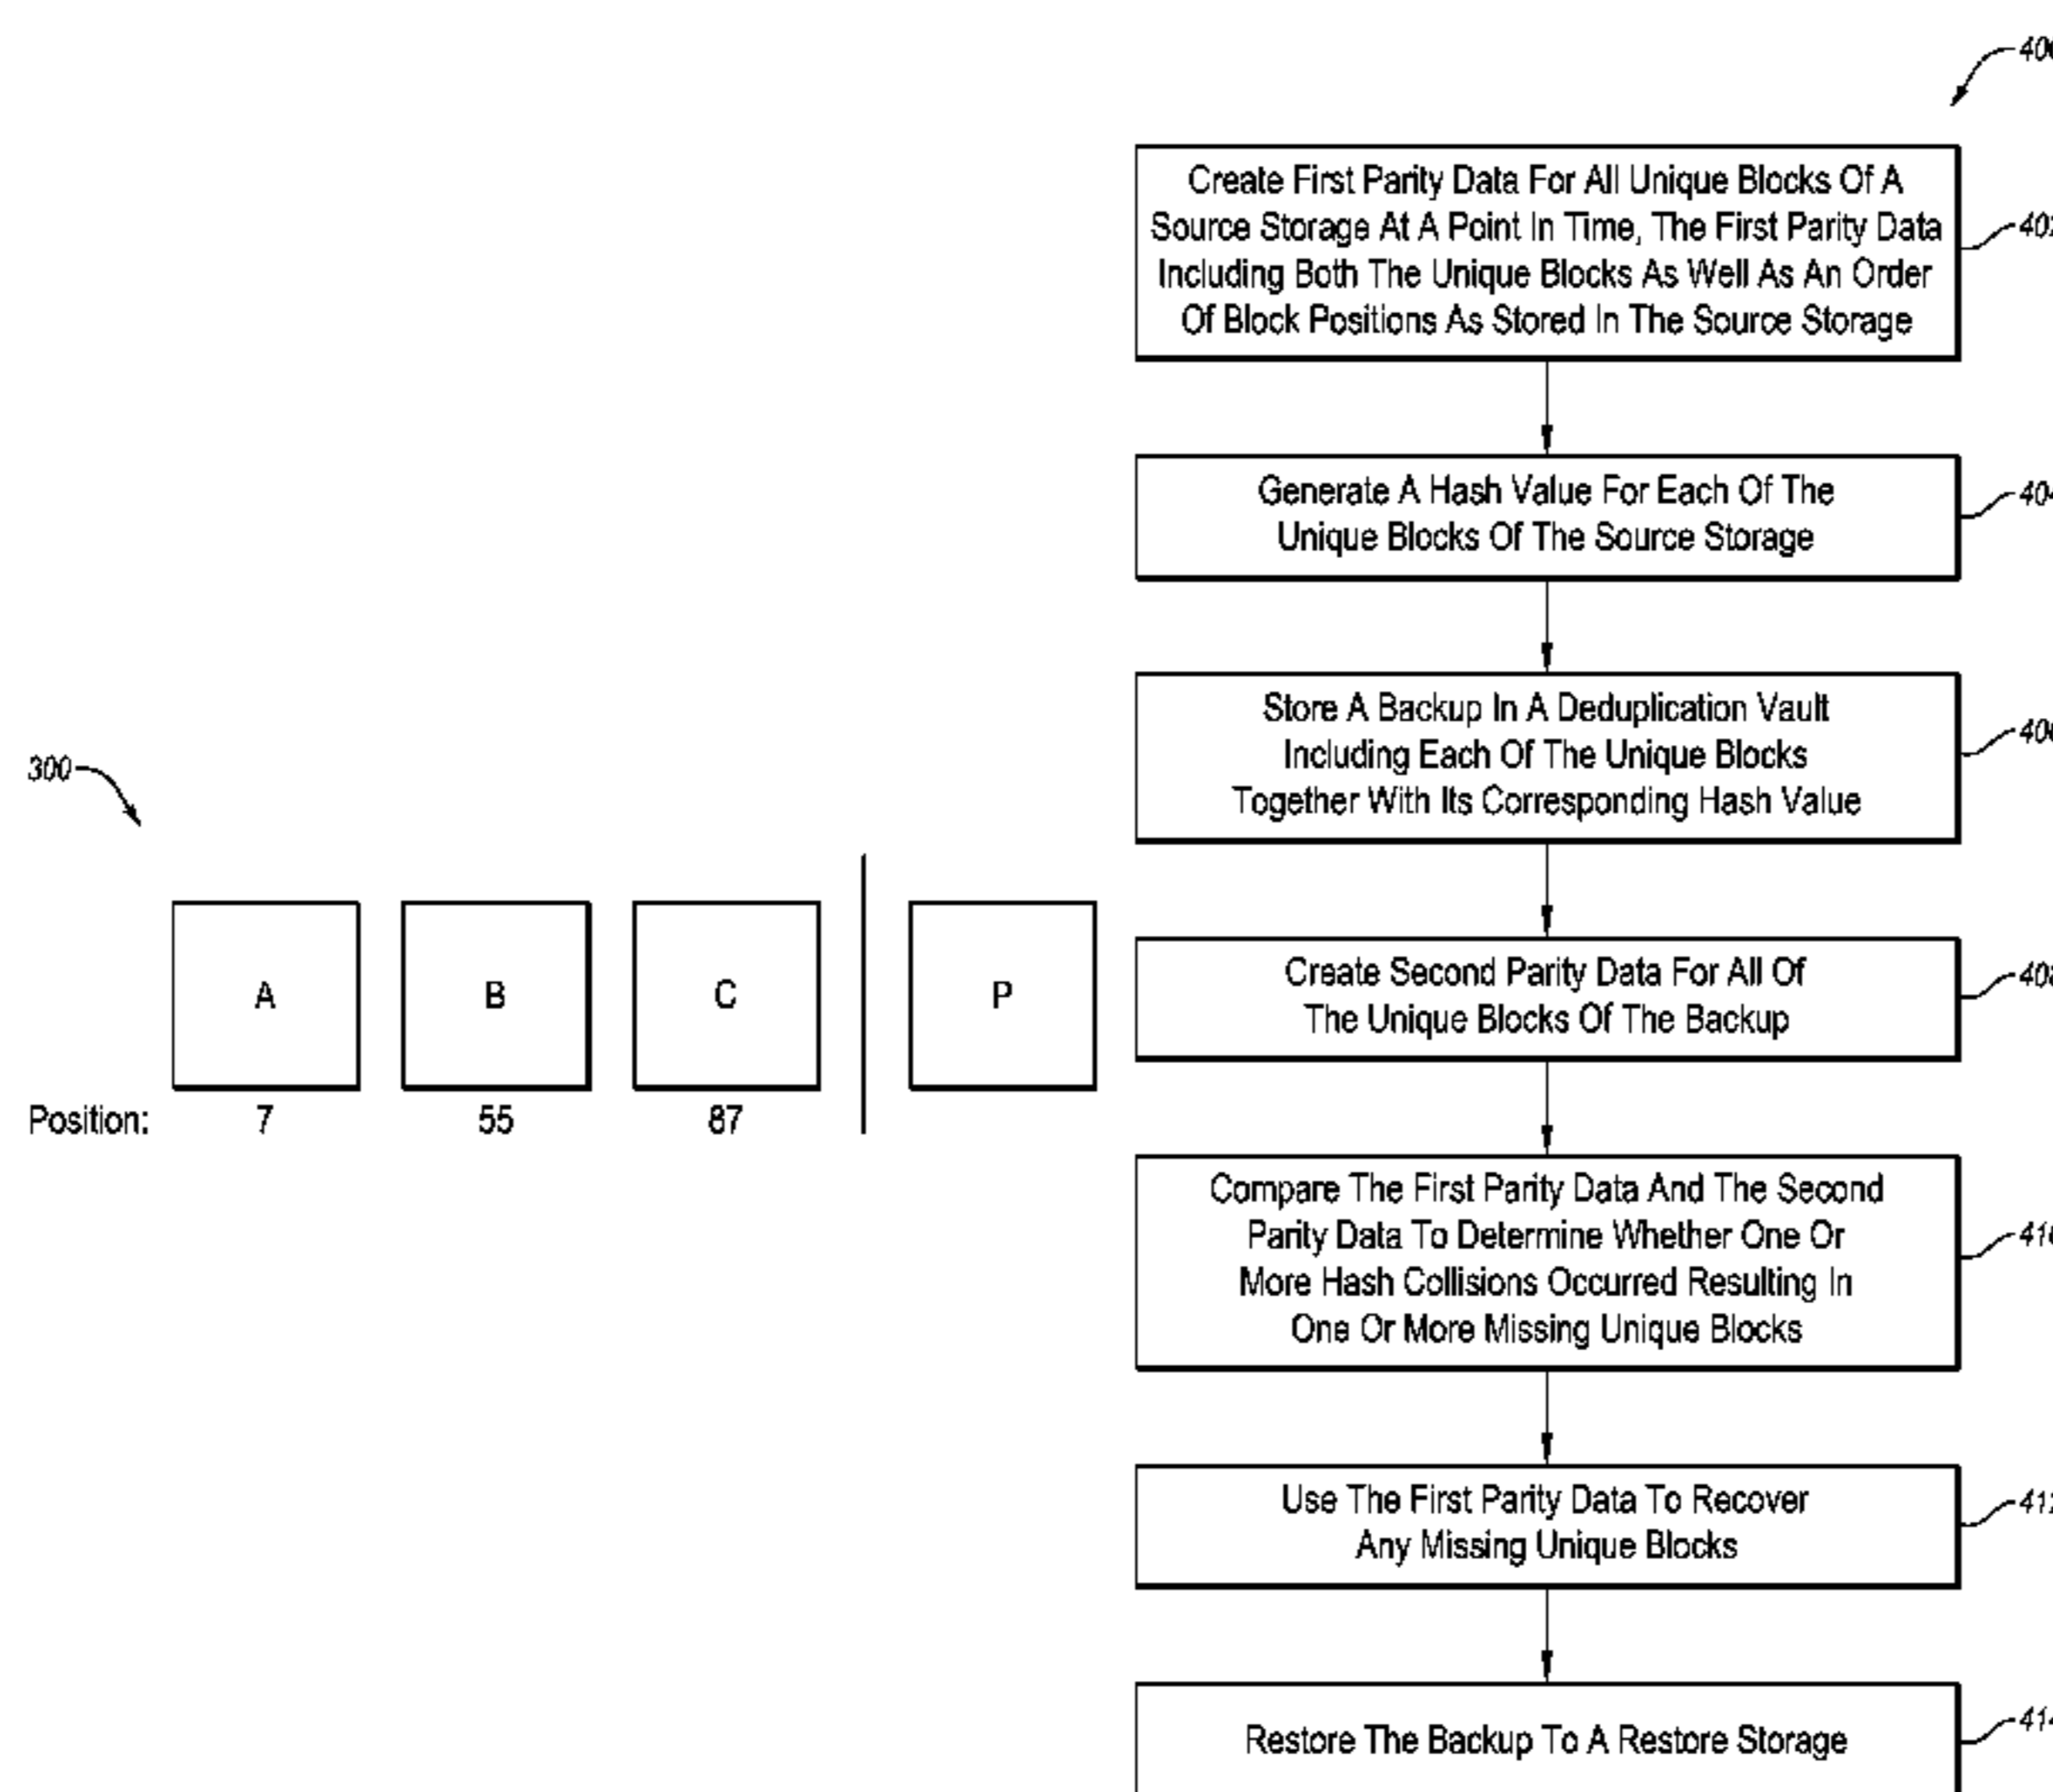 Create First Parity Data For All Unique Blocks Of A
Source Storage At A Point In Time, The First Parity Data
Including Both The Unique Blocks As Well As An Order
Of Block Positions As Stored In The Source Storage
402
Generate A Hash Value For Each Of The
Unique Blocks Of The Source Storage
404
Store A Backup In A Deduplication Vault
Including Each Of The Unique Blocks
Together With Its Corresponding Hash Value
300
A B C P
Position: 7 55 87
Create Second Parity Data For All Of
The Unique Blocks Of The Backup
408
Compare The First Parity Data And The Second
Parity Data To Determine Whether One Or
More Hash Collisions Occurred Resulting In
One Or More Missing Unique Blocks
Use The First Parity Data To Recover
Any Missing Unique Blocks
412
Restore The Backup To A Restore Storage
414